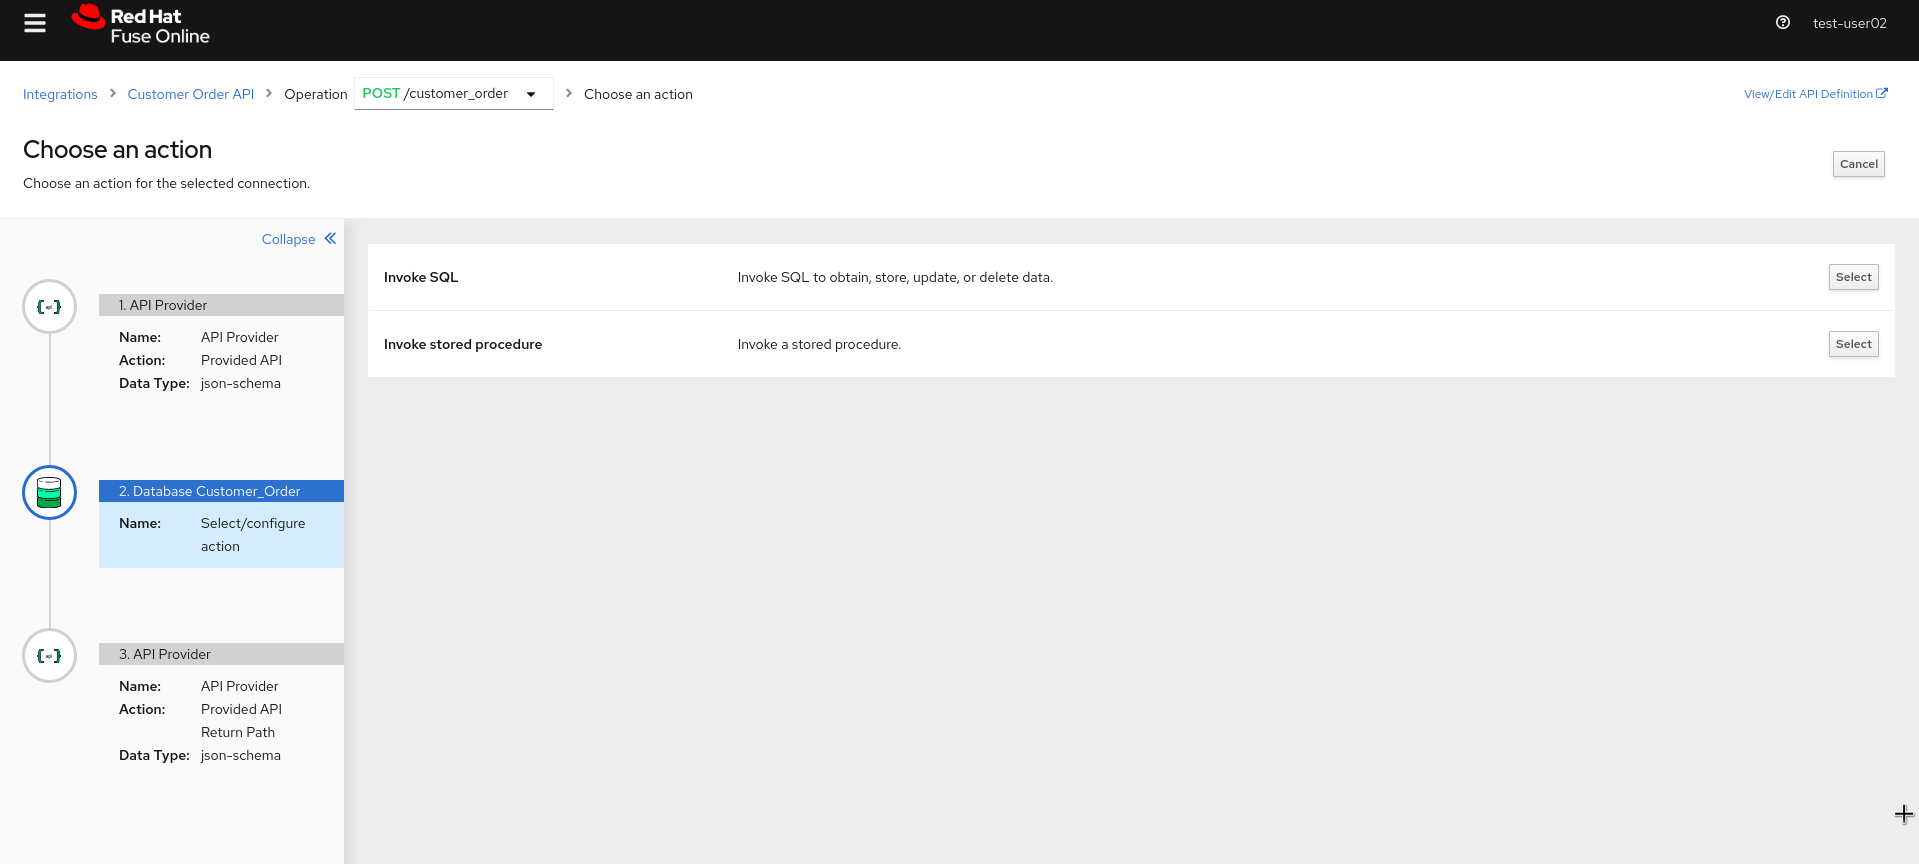 Red Hat
Fuse Online
test-user02
Integrations > Customer Order API > Operation POST /customer_order > Choose an action
View/Edit API Definition
Choose an action
Choose an action for the selected connection.
Cancel
Collapse
1. API Provider
Name: API Provider
Action: Provided API
Data Type: json-schema
2. Database Customer_Order
Name: Select/configure
action
3. API Provider
Name: API Provider
Action: Provided API
Return Path
Data Type: json-schema
Invoke SQL Invoke SQL to obtain, store, update, or delete data. Select
Invoke stored procedure Invoke a stored procedure. Select